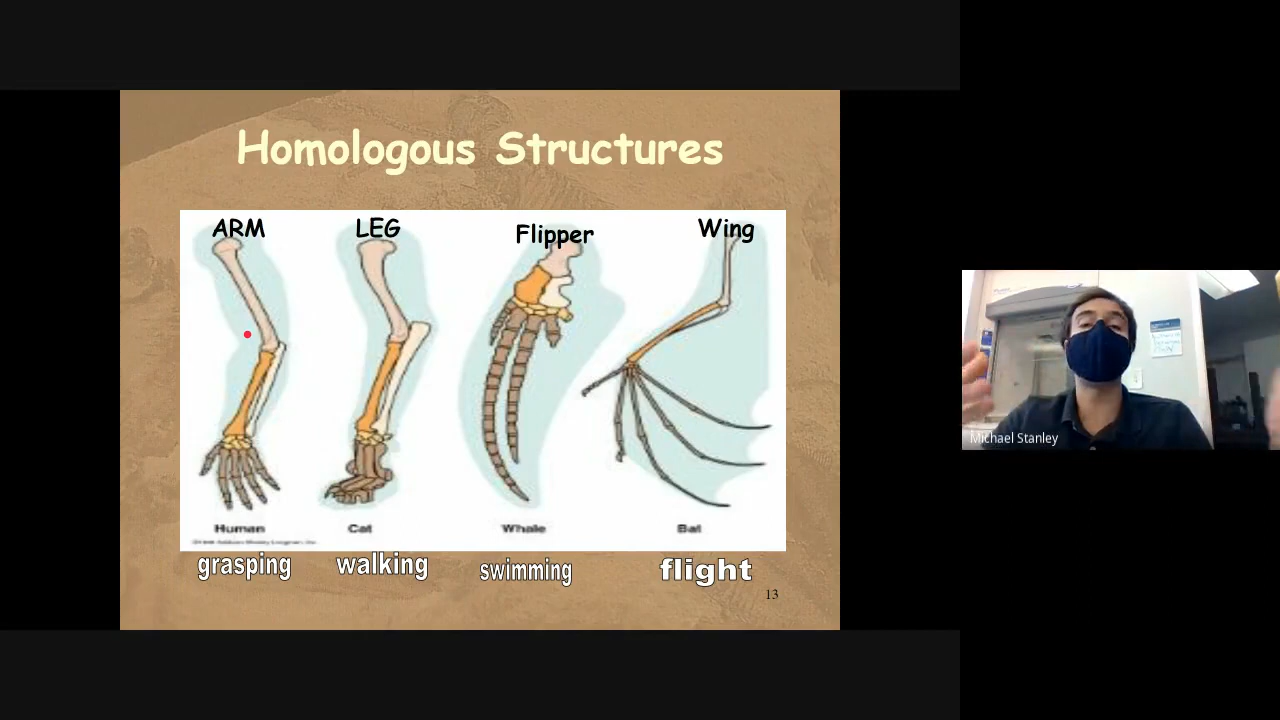 Homologous Structures
ARM LEG Flipper Wing
Human Cat Whale Bat
grasping walking swimming flight
13
Michael Stanley